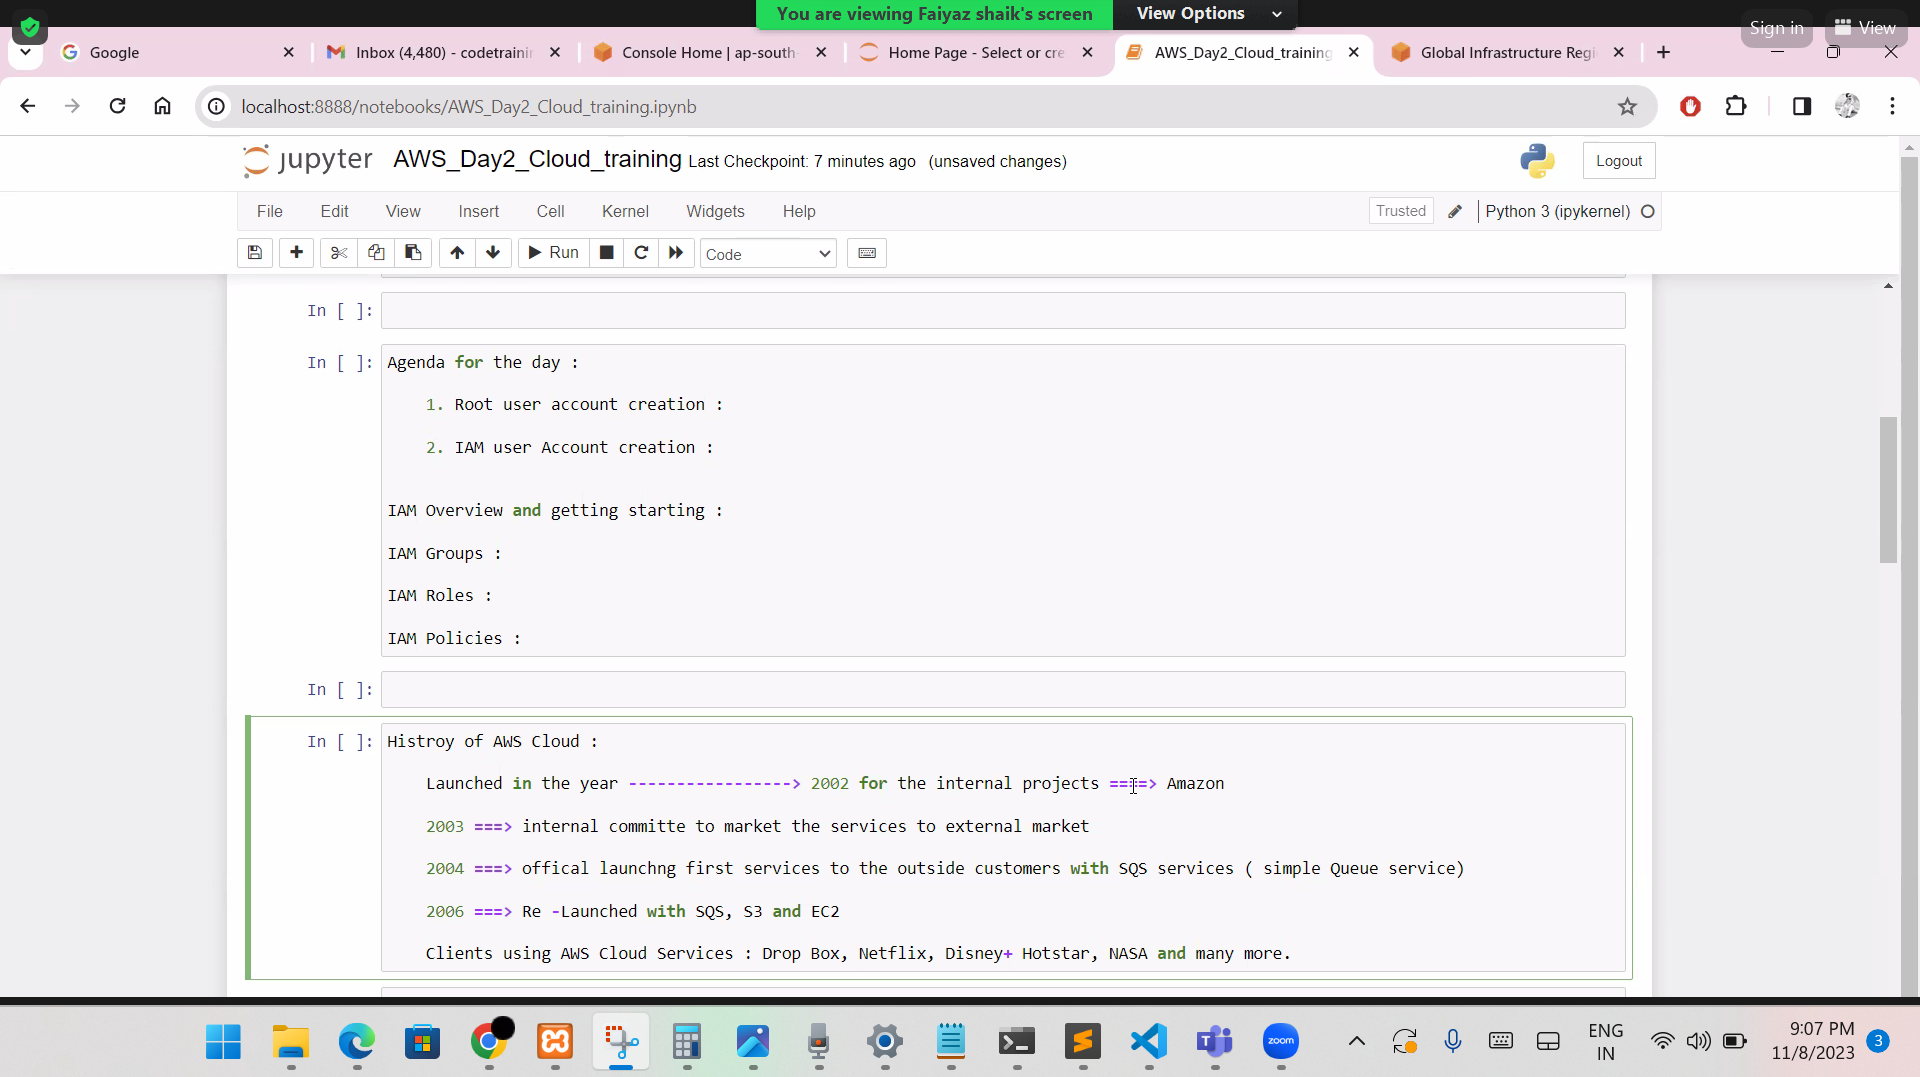 You are viewing Faiyaz shaik's screen
View Options
Sign in
View
Google
Inbox (4,480) - codetrainin
Console Home | ap-south-
Home Page - Select or cre
AWS_Day2_Cloud_training
Global Infrastructure Regi
localhost:8888/notebooks/AWS_Day2_Cloud_training.ipynb
jupyter
AWS_Day2_Cloud_training Last Checkpoint: 7 minutes ago (unsaved changes)
Logout
File Edit View Insert Cell Kernel Widgets Help
Trusted
Python 3 (ipykernel)
Run
Code
In [ ]:
In [ ]: Agenda for the day :
1. Root user account creation :
2. IAM user Account creation :
IAM Overview and getting starting :
IAM Groups :
IAM Roles :
IAM Policies :
In [ ]:
In [ ]: Histroy of AWS Cloud :
Launched in the year -----------------> 2002 for the internal projects ====> Amazon
2003 ===> internal committe to market the services to external market
2004 ===> offical launchng first services to the outside customers with SQS services ( simple Queue service)
2006 ===> Re -Launched with SQS, S3 and EC2
Clients using AWS Cloud Services : Drop Box, Netflix, Disney+ Hotstar, NASA and many more.
zoom
ENG
IN
9:07 PM
11/8/2023
3